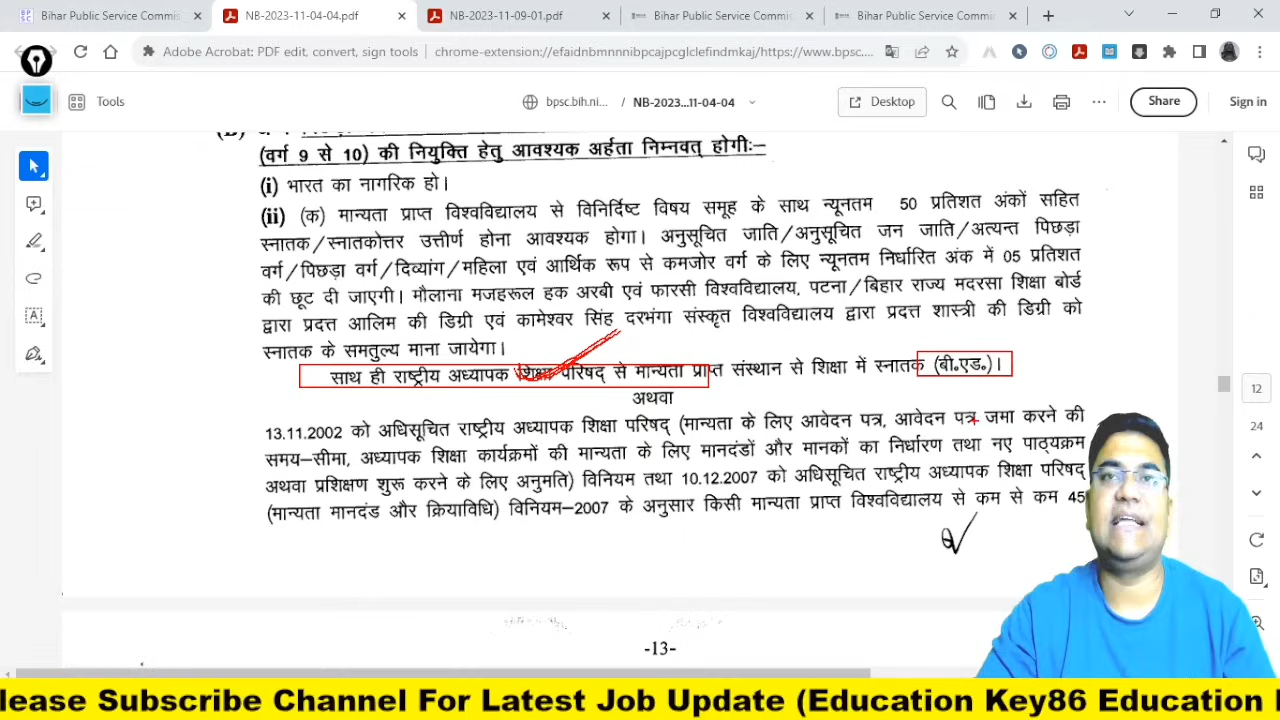 Bihar Public Service Commis
NB-2023-11-04-04.pdf
NB-2023-11-09-01.pdf
Bihar Public Service Commis
Bihar Public Service Commis
Adobe Acrobat: PDF edit, convert, sign tools
chrome-extension://efaidnbmnnnibpcajpcglclefindmkaj/https://www.bpsc....
Tools
bpsc.bih.ni... / NB-2023...11-04-04
Desktop
Share
Sign in
(वर्ग 9 से 10) की नियुक्ति हेतु आवश्यक अर्हता निम्नवत् होगीः–
(i) भारत का नागरिक हो।
(ii) (क) मान्यता प्राप्त विश्वविद्यालय से विनिर्दिष्ट विषय समूह के साथ न्यूनतम 50 प्रतिशत अंकों सहित
स्नातक/स्नातकोत्तर उत्तीर्ण होना आवश्यक होगा। अनुसूचित जाति/अनुसूचित जन जाति/अत्यन्त पिछड़ा
वर्ग/पिछड़ा वर्ग/दिव्यांग/महिला एवं आर्थिक रूप से कमजोर वर्ग के लिए न्यूनतम निर्धारित अंक में 05 प्रतिशत
की छूट दी जाएगी। मौलाना मजहरूल हक अरबी एवं फारसी विश्वविद्यालय, पटना/बिहार राज्य मदरसा शिक्षा बोर्ड
द्वारा प्रदत्त आलिम की डिग्री एवं कामेश्वर सिंह दरभंगा संस्कृत विश्वविद्यालय द्वारा प्रदत्त शास्त्री की डिग्री को
स्नातक के समतुल्य माना जायेगा।
साथ ही राष्ट्रीय अध्यापक शिक्षा परिषद् से मान्यता प्राप्त संस्थान से शिक्षा में स्नातक (बी०एड०)।
अथवा
13.11.2002 को अधिसूचित राष्ट्रीय अध्यापक शिक्षा परिषद् (मान्यता के लिए आवेदन पत्र, आवेदन पत्र जमा करने की
समय–सीमा, अध्यापक शिक्षा कार्यक्रमों की मान्यता के लिए मानदंडों और मानकों का निर्धारण तथा नए पाठ्यक्रम
अथवा प्रशिक्षण शुरू करने के लिए अनुमति) विनियम तथा 10.12.2007 को अधिसूचित राष्ट्रीय अध्यापक शिक्षा परिषद्
(मान्यता मानदंड और क्रियाविधि) विनियम–2007 के अनुसार किसी मान्यता प्राप्त विश्वविद्यालय से कम से कम 45
-13-
12
24
lease Subscribe Channel For Latest Job Update (Education Key86 Education